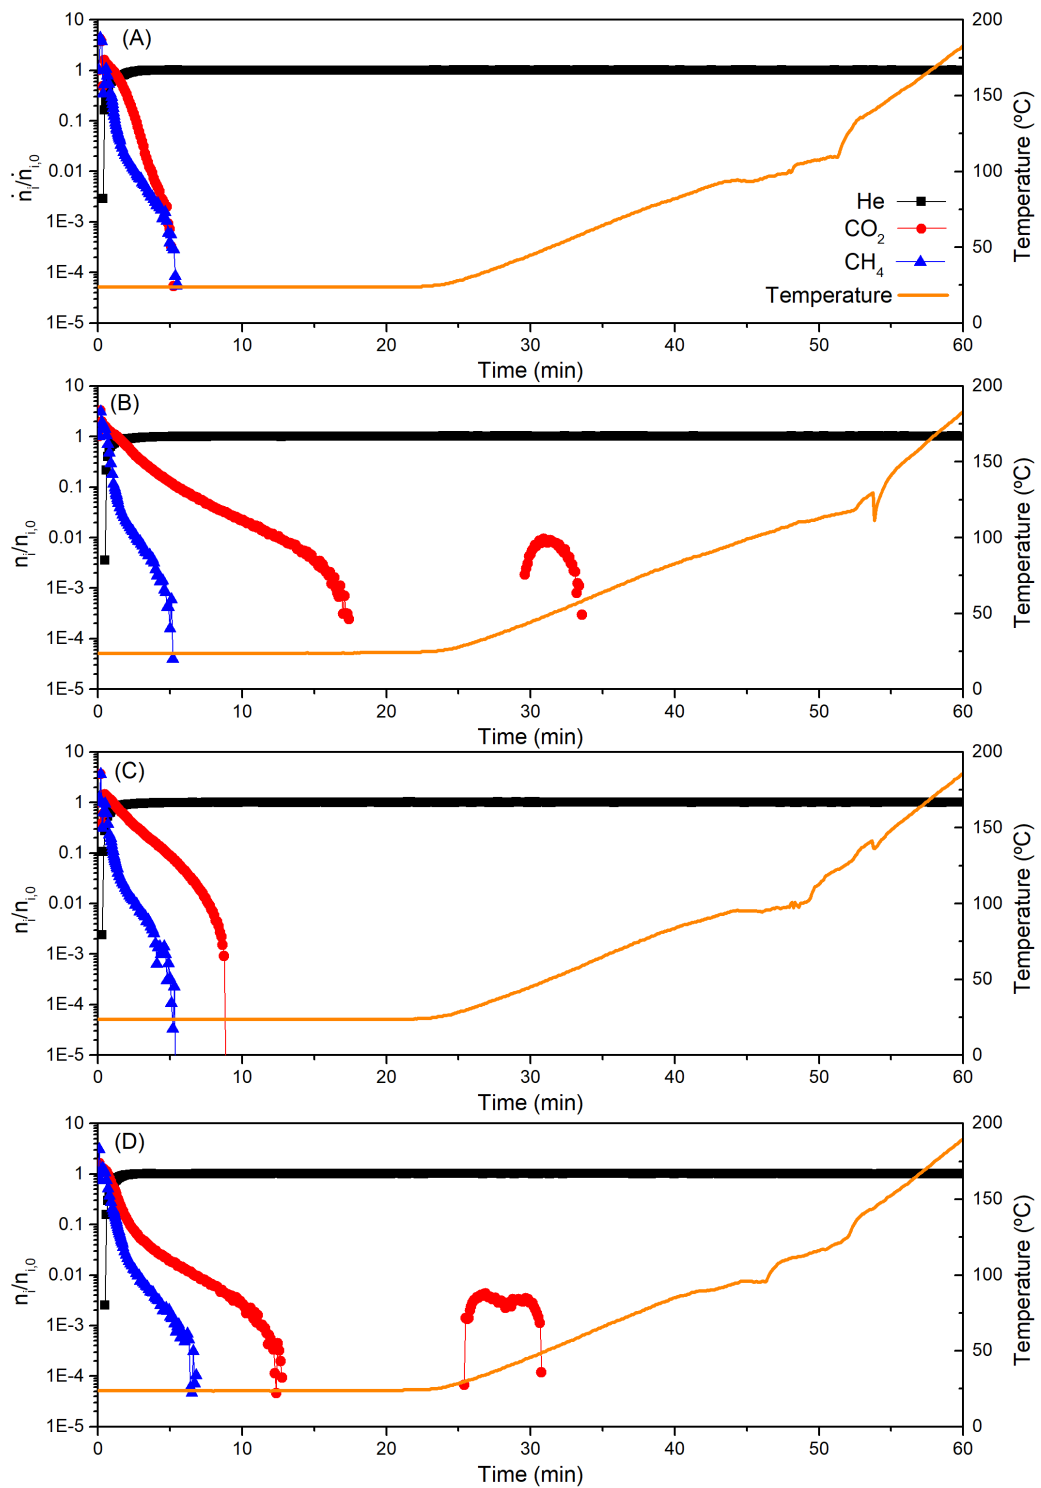 (A)
10
1
0.1
0.01
1E-3
1E-4
1E-5
ṅi/ṅi,0
0 10 20 30 40 50 60
Time (min)
200
150
100
50
0
Temperature (ºC)
He
CO2
CH4
Temperature
(B)
10
1
0.1
0.01
1E-3
1E-4
1E-5
ni/ni,0
0 10 20 30 40 50 60
Time (min)
200
150
100
50
0
Temperature (ºC)
(C)
10
1
0.1
0.01
1E-3
1E-4
1E-5
ni/ni,0
0 10 20 30 40 50 60
Time (min)
200
150
100
50
0
Temperature (ºC)
(D)
10
1
0.1
0.01
1E-3
1E-4
1E-5
ni/ni,0
0 10 20 30 40 50 60
Time (min)
200
150
100
50
0
Temperature (ºC)